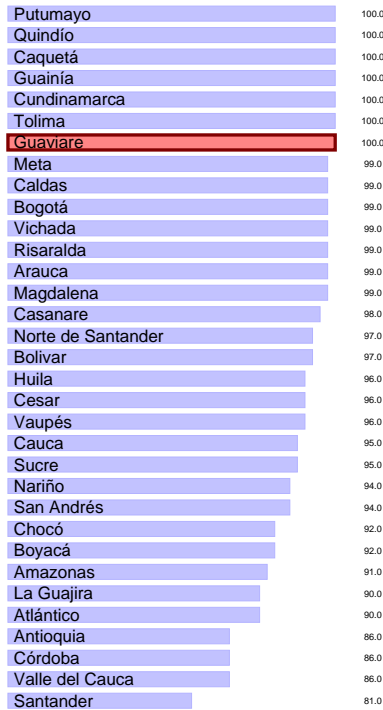 Putumayo 100.0
Quindío 100.0
Caquetá 100.0
Guainía 100.0
Cundinamarca 100.0
Tolima 100.0
Guaviare 100.0
Meta 99.0
Caldas 99.0
Bogotá 99.0
Vichada 99.0
Risaralda 99.0
Arauca 99.0
Magdalena 99.0
Casanare 98.0
Norte de Santander 97.0
Bolivar 97.0
Huila 96.0
Cesar 96.0
Vaupés 96.0
Cauca 95.0
Sucre 95.0
Nariño 94.0
San Andrés 94.0
Chocó 92.0
Boyacá 92.0
Amazonas 91.0
La Guajira 90.0
Atlántico 90.0
Antioquia 86.0
Córdoba 86.0
Valle del Cauca 86.0
Santander 81.0